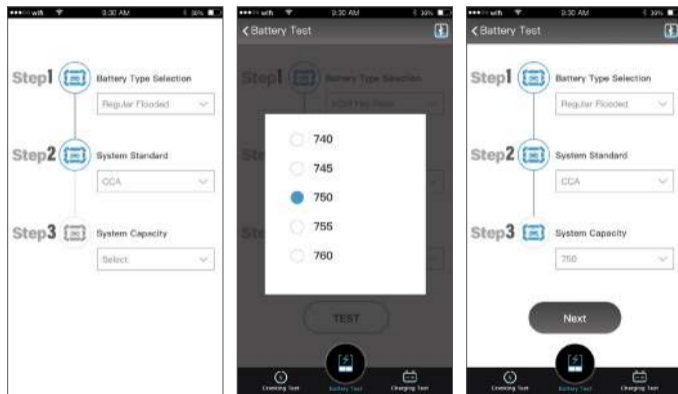 9:30 AM
30%
Step1
Battery Type Selection
Regular Flooded
Step2
System Standard
CCA
Step3
System Capacity
Select
9:30 AM
30%
Battery Test
Step1
Battery Type Selection
740
745
750
755
760
TEST
Cranking Test
Battery Test
Charging Test
9:30 AM
30%
Battery Test
Step1
Battery Type Selection
Regular Flooded
Step2
System Standard
CCA
Step3
System Capacity
750
Next
Cranking Test
Battery Test
Charging Test